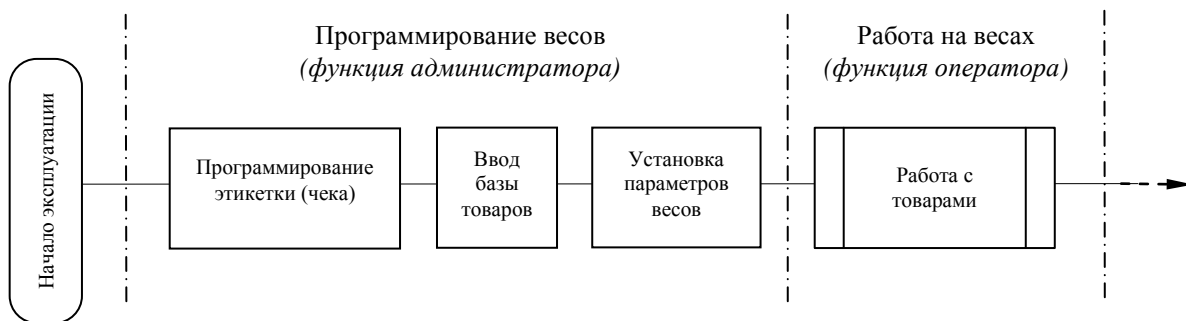 Программирование весов
(функция администратора)
Работа на весах
(функция оператора)
Начало эксплуатации
Программирование
этикетки (чека)
Ввод
базы
товаров
Установка
параметров
весов
Работа с
товарами